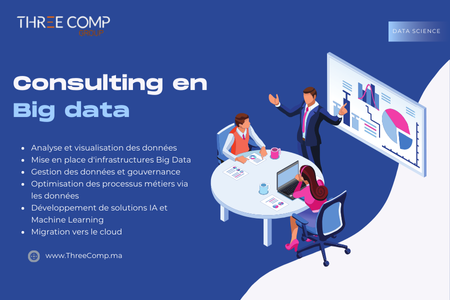 THREE COMP
GROUP
DATA SCIENCE
Consulting en
Big data
• Analyse et visualisation des données
• Mise en place d'infrastructures Big Data
• Gestion des données et gouvernance
• Optimisation des processus métiers via
les données
• Développement de solutions IA et
Machine Learning
• Migration vers le cloud
www.ThreeComp.ma